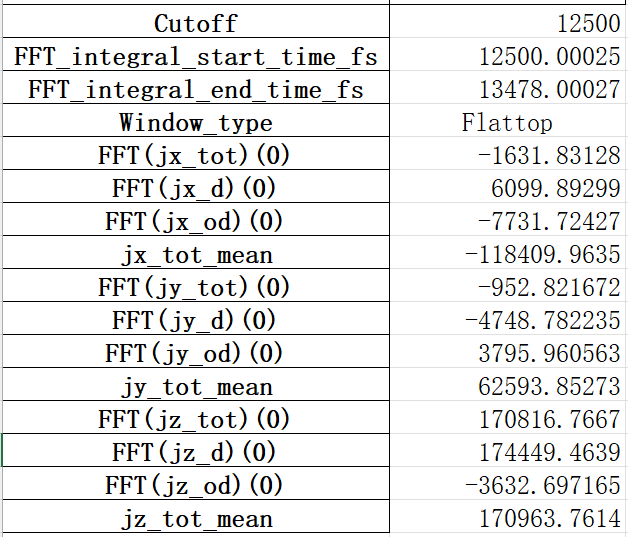 Cutoff 12500
FFT_integral_start_time_fs 12500.00025
FFT_integral_end_time_fs 13478.00027
Window_type Flattop
FFT(jx_tot)(0) -1631.83128
FFT(jx_d)(0) 6099.89299
FFT(jx_od)(0) -7731.72427
jx_tot_mean -118409.9635
FFT(jy_tot)(0) -952.821672
FFT(jy_d)(0) -4748.782235
FFT(jy_od)(0) 3795.960563
jy_tot_mean 62593.85273
FFT(jz_tot)(0) 170816.7667
FFT(jz_d)(0) 174449.4639
FFT(jz_od)(0) -3632.697165
jz_tot_mean 170963.7614